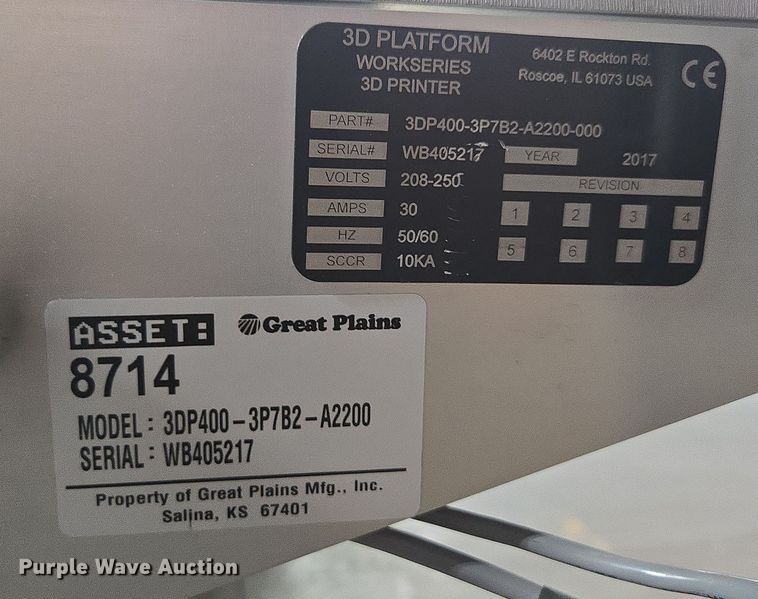 3D PLATFORM
WORKSERIES
3D PRINTER
6402 E Rockton Rd.
Roscoe, IL 61073 USA
CE
PART# 3DP400-3P7B2-A2200-000
SERIAL# WB405217 YEAR 2017
VOLTS 208-250 REVISION
AMPS 30 1 2 3 4
HZ 50/60 5 6 7 8
SCCR 10KA
ASSET: Great Plains
8714
MODEL : 3DP400-3P7B2-A2200
SERIAL : WB405217
Property of Great Plains Mfg., Inc.
Salina, KS 67401
Purple Wave Auction